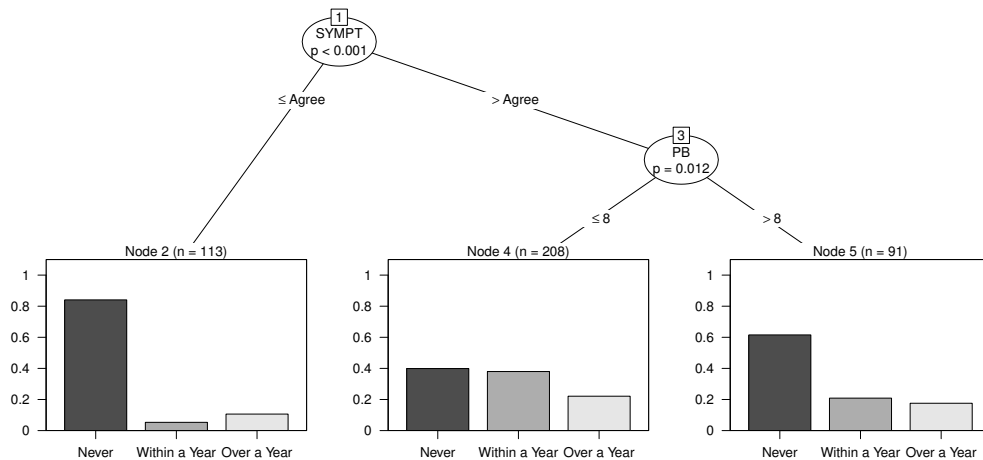 1
SYMPT
p < 0.001
≤ Agree
> Agree
3
PB
p = 0.012
≤ 8
> 8
Node 2 (n = 113)
1
0.8
0.6
0.4
0.2
0
Never Within a Year Over a Year
Node 4 (n = 208)
1
0.8
0.6
0.4
0.2
0
Never Within a Year Over a Year
Node 5 (n = 91)
1
0.8
0.6
0.4
0.2
0
Never Within a Year Over a Year